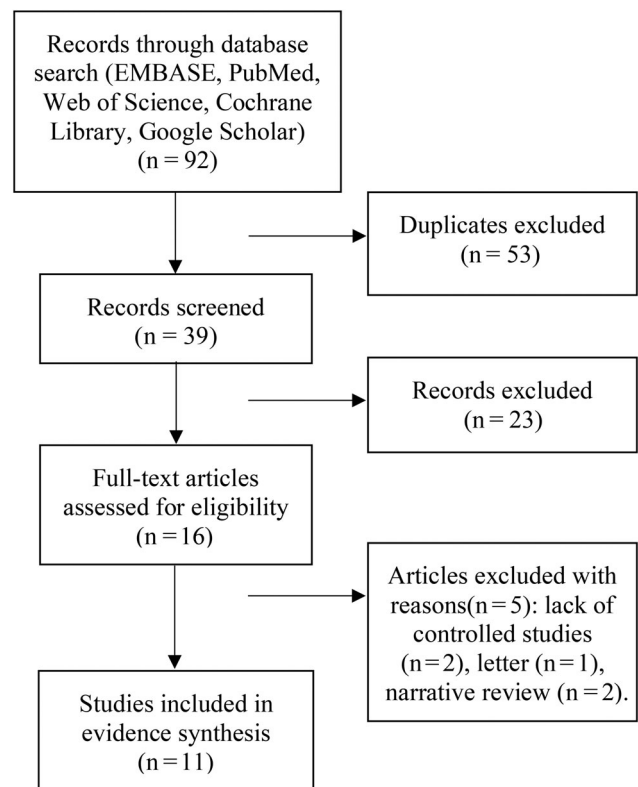 Records through database
search (EMBASE, PubMed,
Web of Science, Cochrane
Library, Google Scholar)
(n = 92)
Duplicates excluded
(n = 53)
Records screened
(n = 39)
Records excluded
(n = 23)
Full-text articles
assessed for eligibility
(n = 16)
Articles excluded with
reasons(n = 5): lack of
controlled studies
(n = 2), letter (n = 1),
narrative review (n = 2).
Studies included in
evidence synthesis
(n = 11)